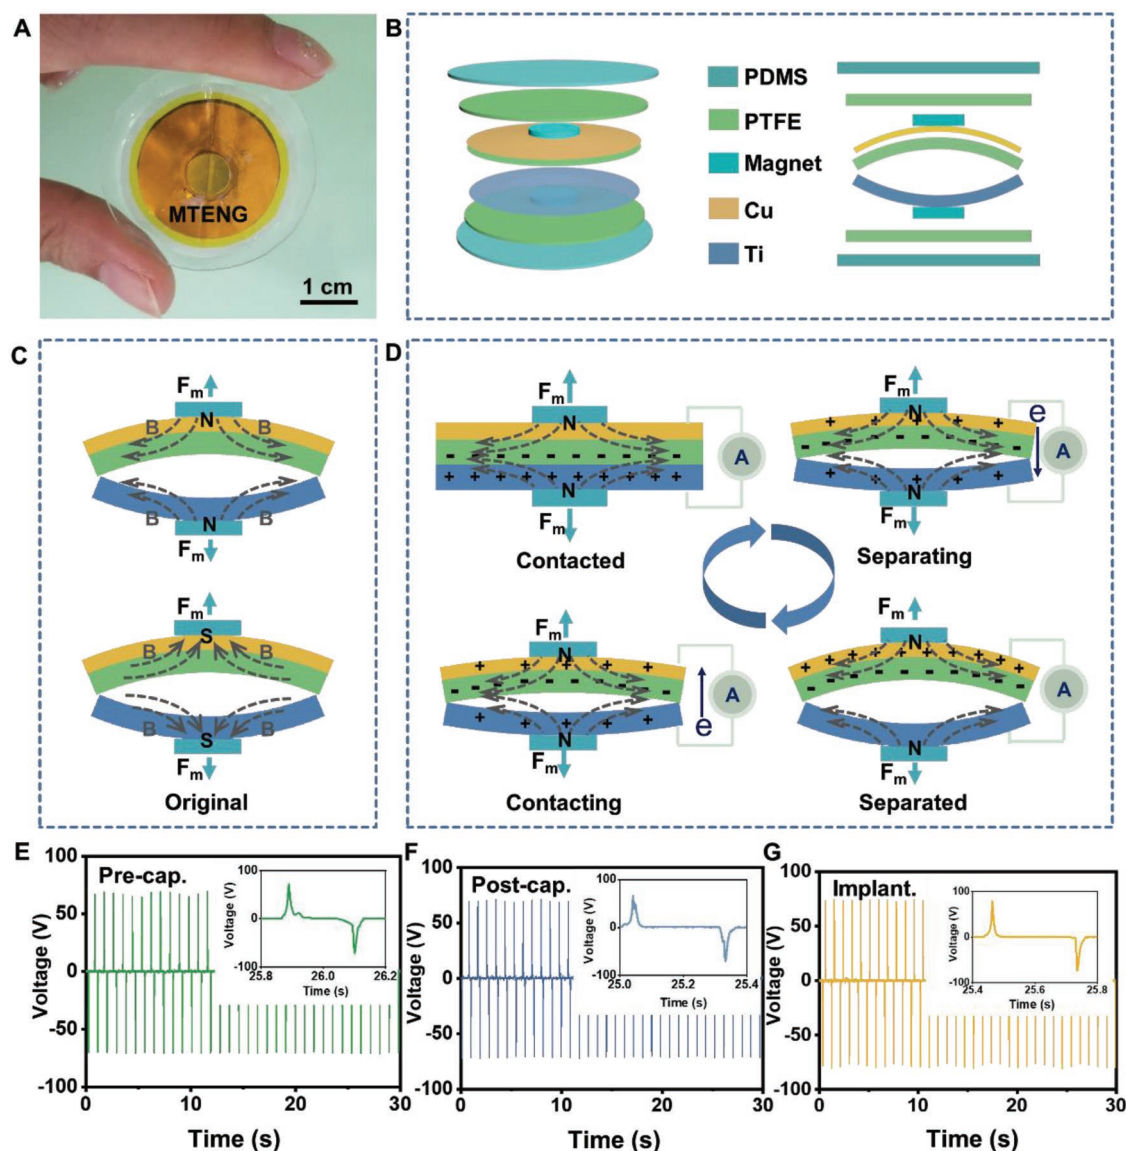 A
MTENG
1 cm
B
PDMS
PTFE
Magnet
Cu
Ti
C
Fm
N
B
B
B
B
N
Fm
Fm
S
B
B
B
B
S
Fm
Original
D
Fm
N
- - - - - - - - - -
+ + + + + + + + +
N
A
Fm
Contacted
Fm
N
+ + + + +
e
A
N
+ + + +
Fm
Separating
Fm
N
+ + + + +
A
+ + + +
e
N
Fm
Contacting
Fm
N
A
N
Fm
Separated
E
Pre-cap.
Voltage (V)
100
50
0
-50
-100
0
10
20
30
Time (s)
Voltage (V)
100
0
-100
25.8
26.0
26.2
Time (s)
F
Post-cap.
Voltage (V)
100
50
0
-50
-100
0
10
20
30
Time (s)
Voltage (V)
100
0
-100
25.0
25.2
25.4
Time (s)
G
Implant.
Voltage (V)
100
50
0
-50
-100
0
10
20
30
Time (s)
Voltage (V)
100
0
-100
25.4
25.6
25.8
Time (s)